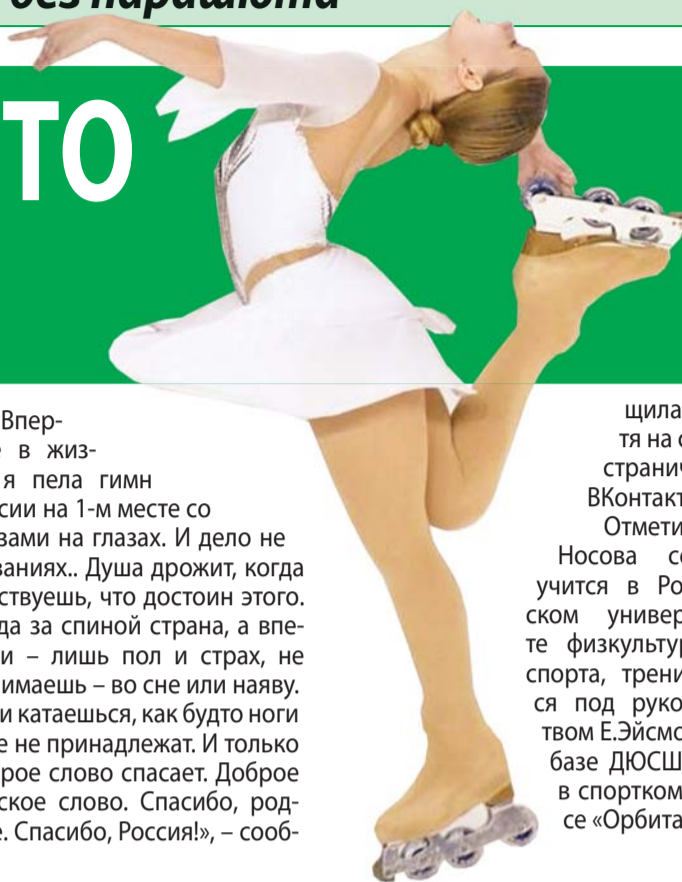 без парашюта
ТО
Впер-
в жиз-
я пела гимн
сии на 1-м месте со
зами на глазах. И дело не
ваниях.. Душа дрожит, когда
ствуешь, что достоин этого.
да за спиной страна, а впе-
и – лишь пол и страх, не
имаешь – во сне или наяву.
и катаешься, как будто ноги
е не принадлежат. И только
рое слово спасает. Доброе
ское слово. Спасибо, род-
е. Спасибо, Россия!», – сооб-
щила
тя на с
странич
ВКонтакт
Отмети
Носова се
учится в Ро
ском универ
те физкультур
спорта, трени
ся под руко
твом Е.Эйсмо
базе ДЮСШ
в спортком
се «Орбита